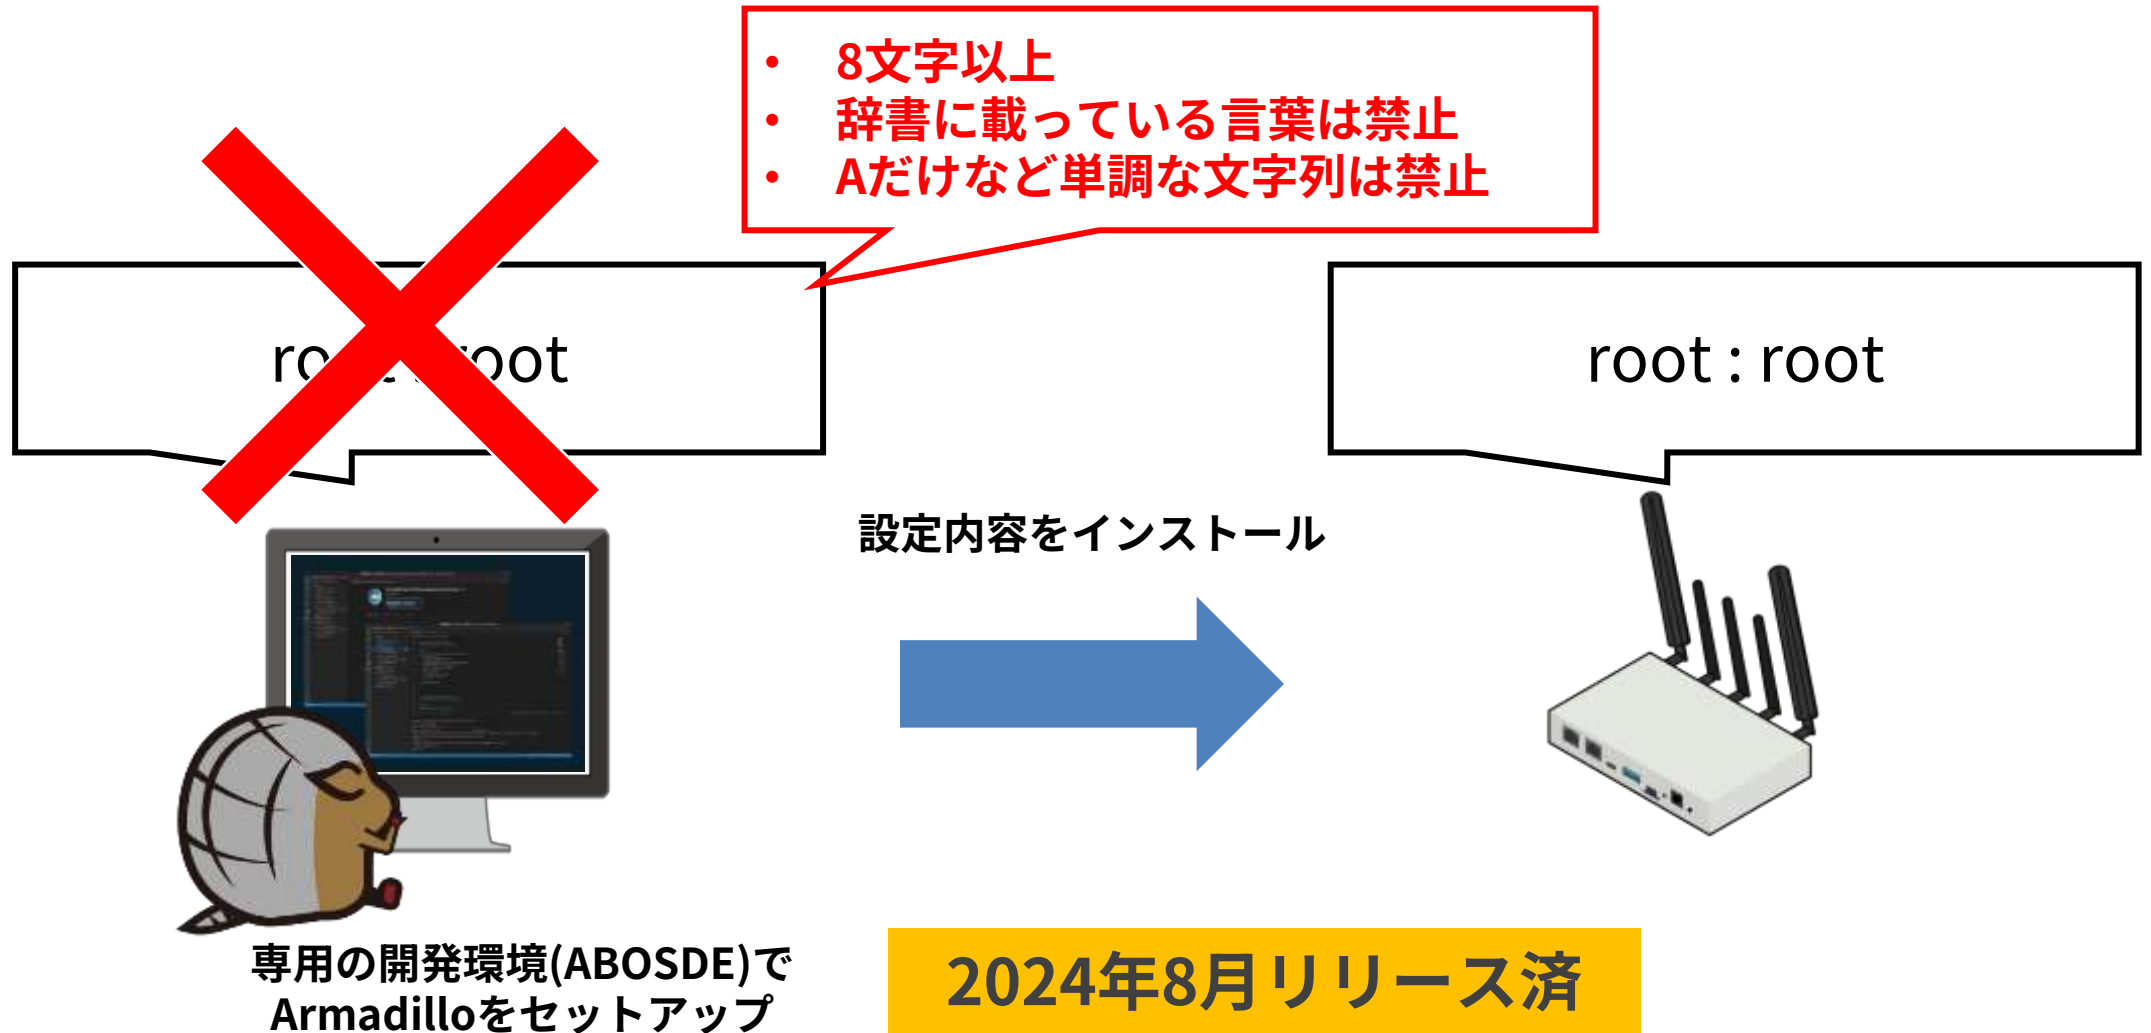 • 8文字以上
• 辞書に載っている言葉は禁止
• Aだけなど単調な文字列は禁止
root : root
root : root
設定内容をインストール
専用の開発環境(ABOSDE)で
Armadilloをセットアップ
2024年8月リリース済